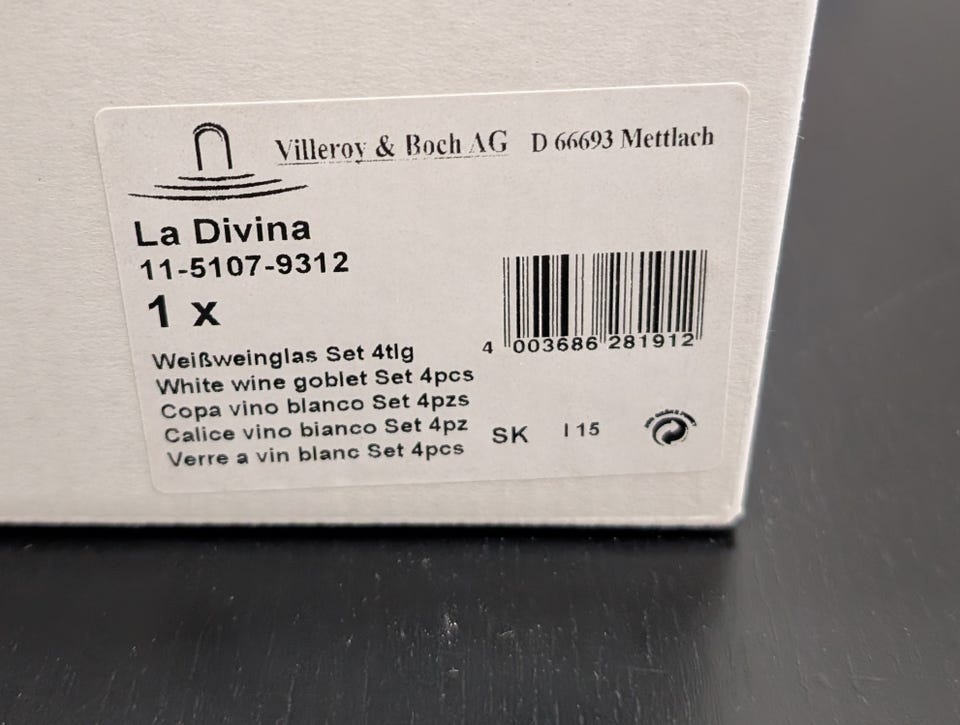 Villeroy & Boch AG D 66693 Mettlach
La Divina
11-5107-9312
1 x
4 003686 281912
Weißweinglas Set 4tlg
White wine goblet Set 4pcs
Copa vino blanco Set 4pzs
Calice vino bianco Set 4pz
Verre a vin blanc Set 4pcs
SK I 15